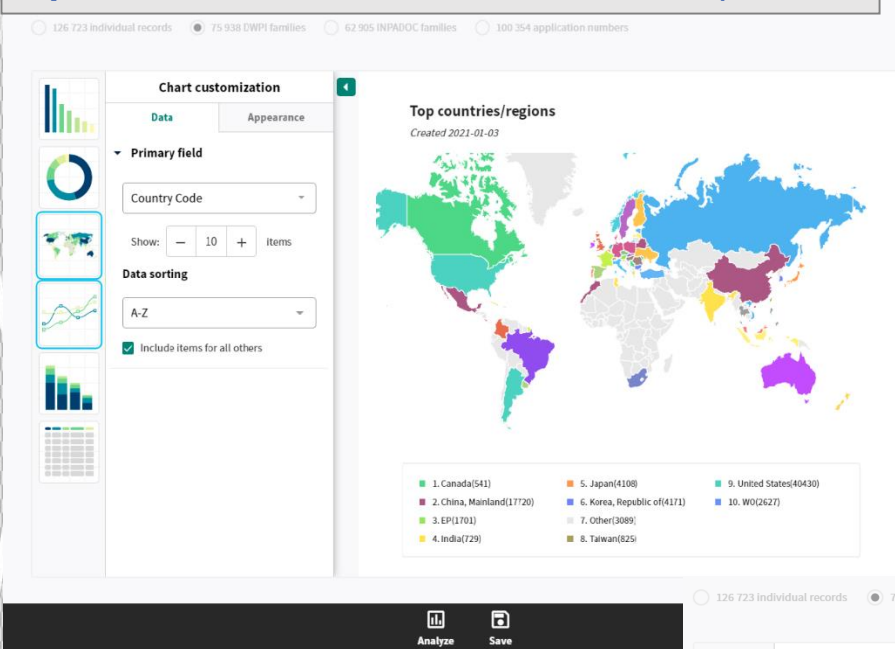 126 723 individual records 75 938 DWPI families 62 905 INPADOC families 100 354 application numbers
Chart customization
Data Appearance
Primary field
Country Code
Show: − 10 + items
Data sorting
A-Z
Include items for all others
Top countries/regions
Created 2021-01-03
1. Canada(541)
2. China, Mainland(17720)
3. EP(1701)
4. India(729)
5. Japan(4108)
6. Korea, Republic of(4171)
7. Other(3089)
8. Taiwan(825)
9. United States(40430)
10. WO(2627)
Analyze Save
126 723 individual records 7